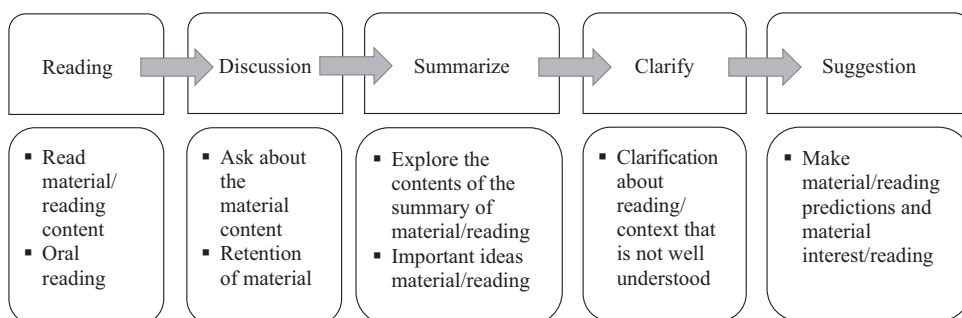 Reading
Discussion
Summarize
Clarify
Suggestion
▪ Read
material/
reading
content
▪ Oral
reading
▪ Ask about
the
material
content
▪ Retention
of material
▪ Explore the
contents of the
summary of
material/reading
▪ Important ideas
material/reading
▪ Clarification
about
reading/
context that
is not well
understood
▪ Make
material/reading
predictions and
material
interest/reading